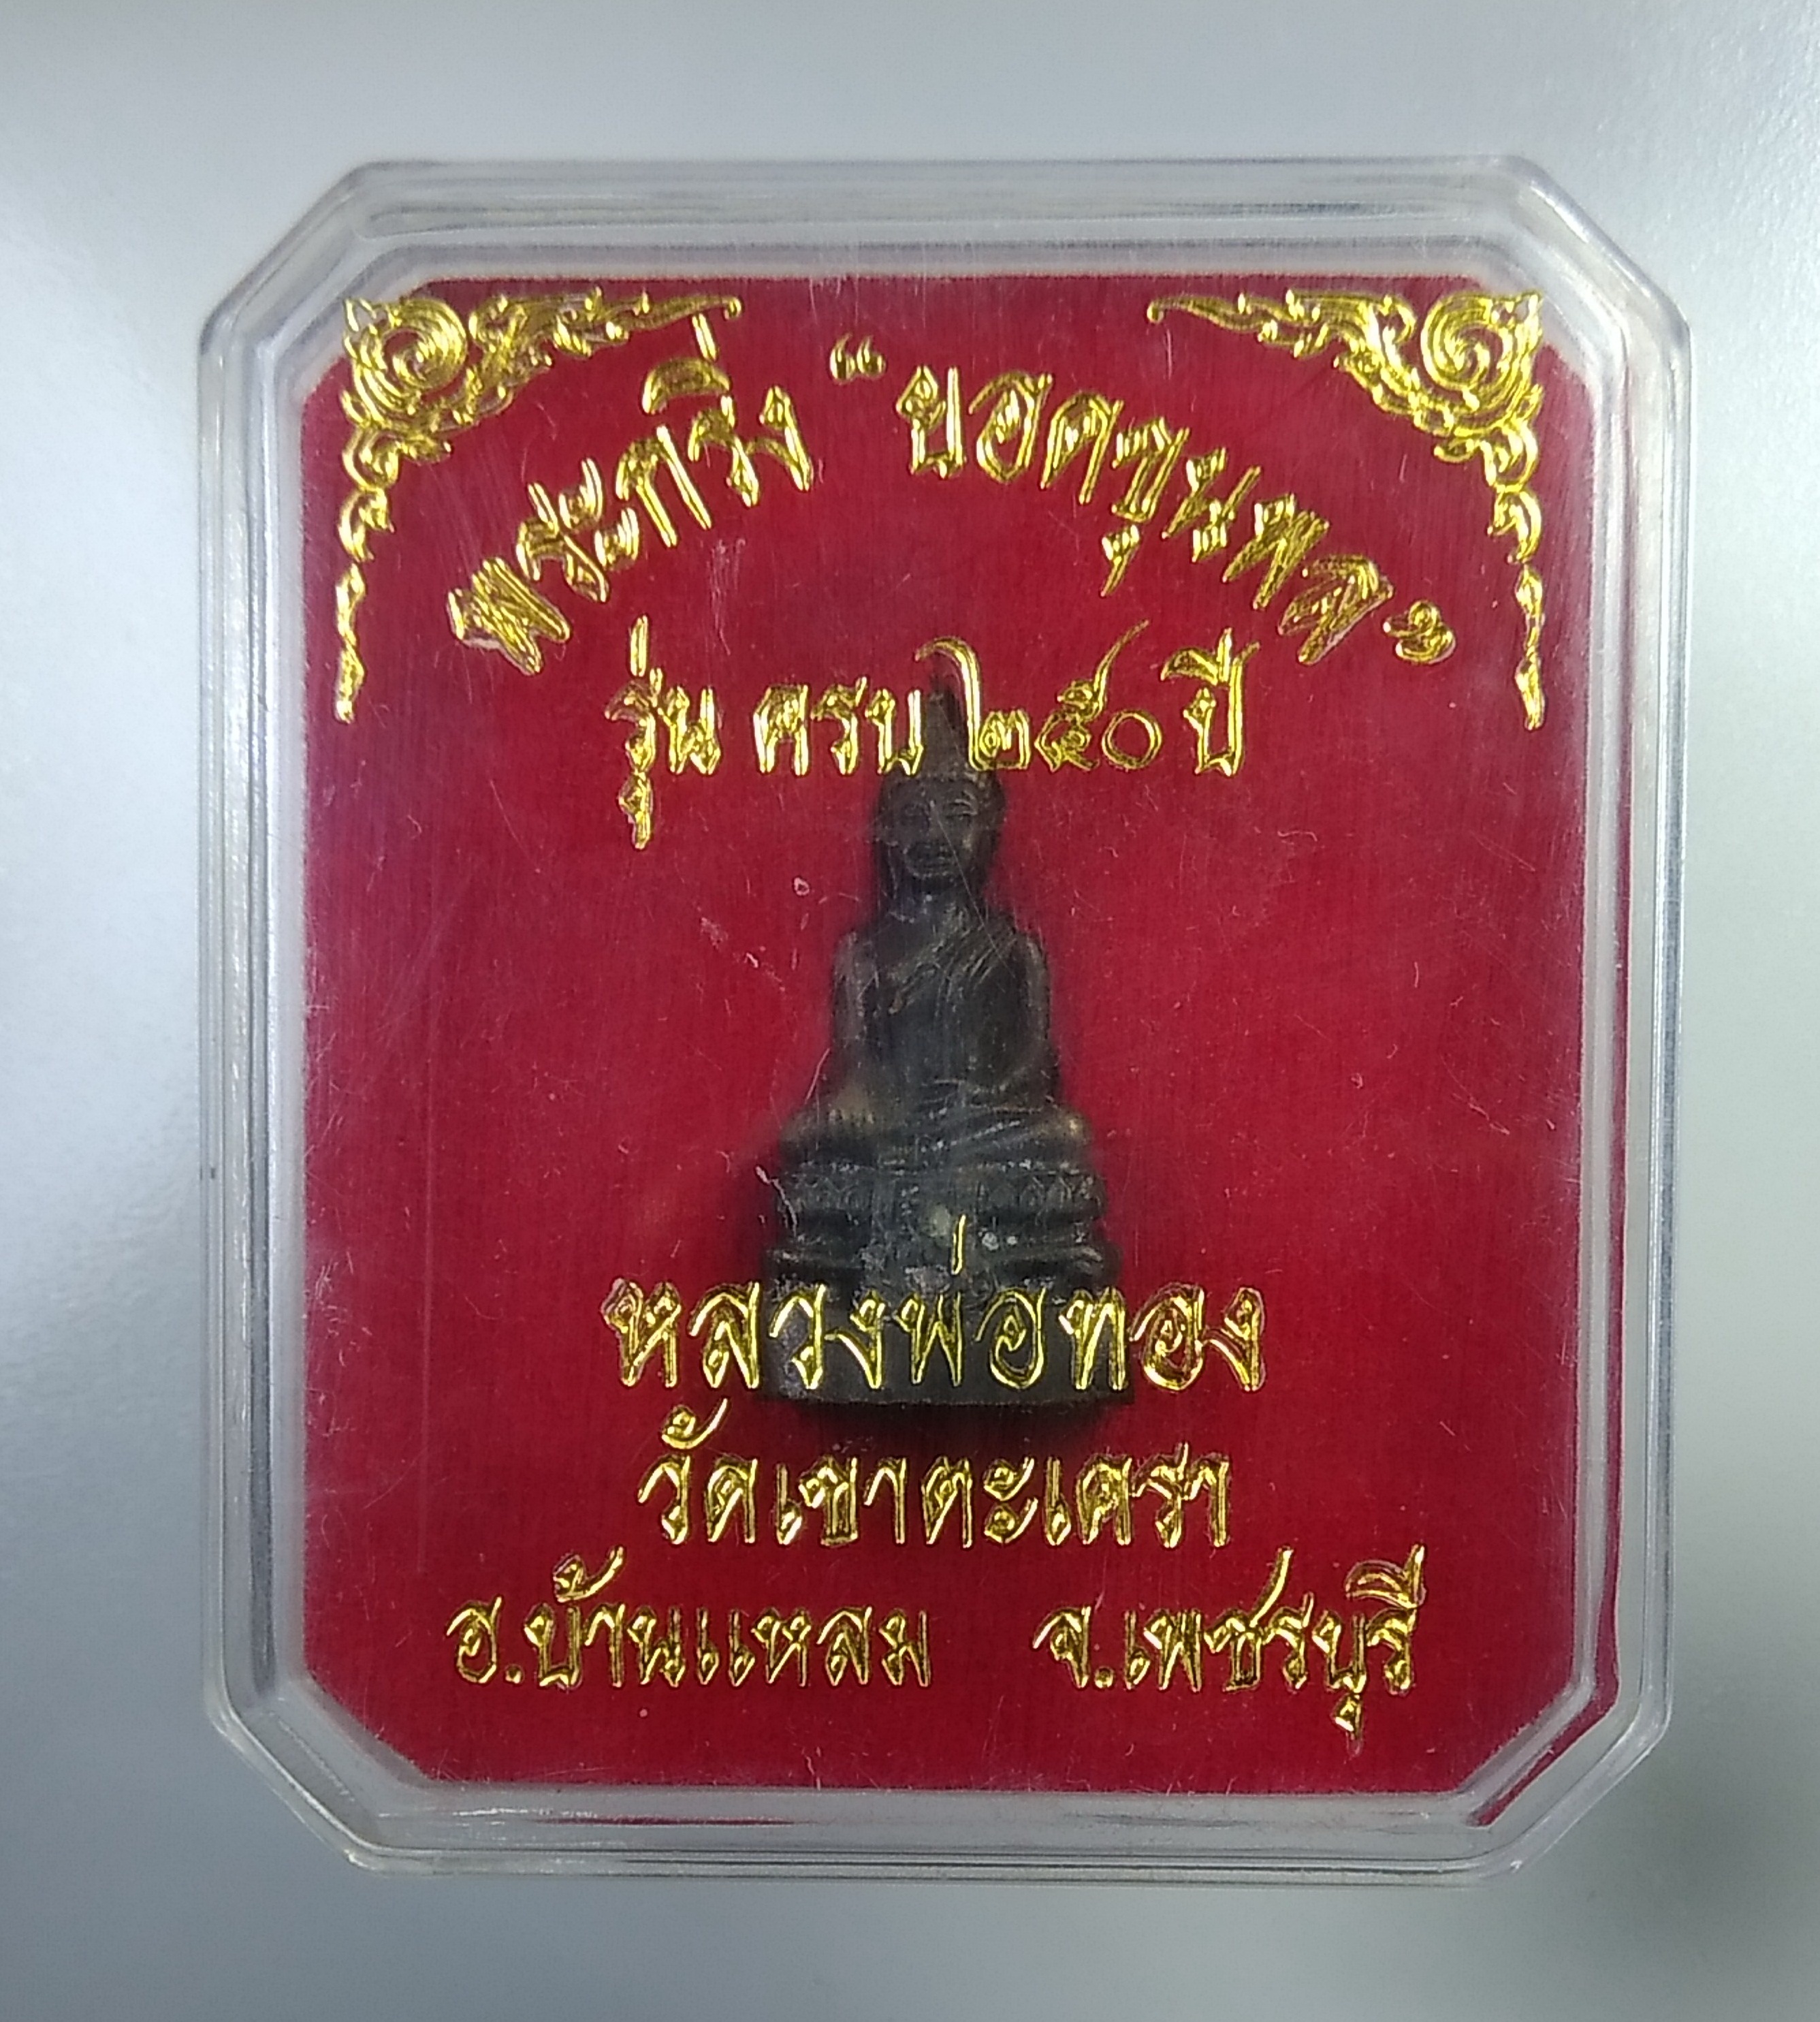 พระกริ่ง “ยอดขุนพล”
รุ่น ครบ ๒๕๐ ปี
หลวงพ่อทอง
วัดเขาตะเครา
อ.บ้านแหลม จ.เพชรบุรี